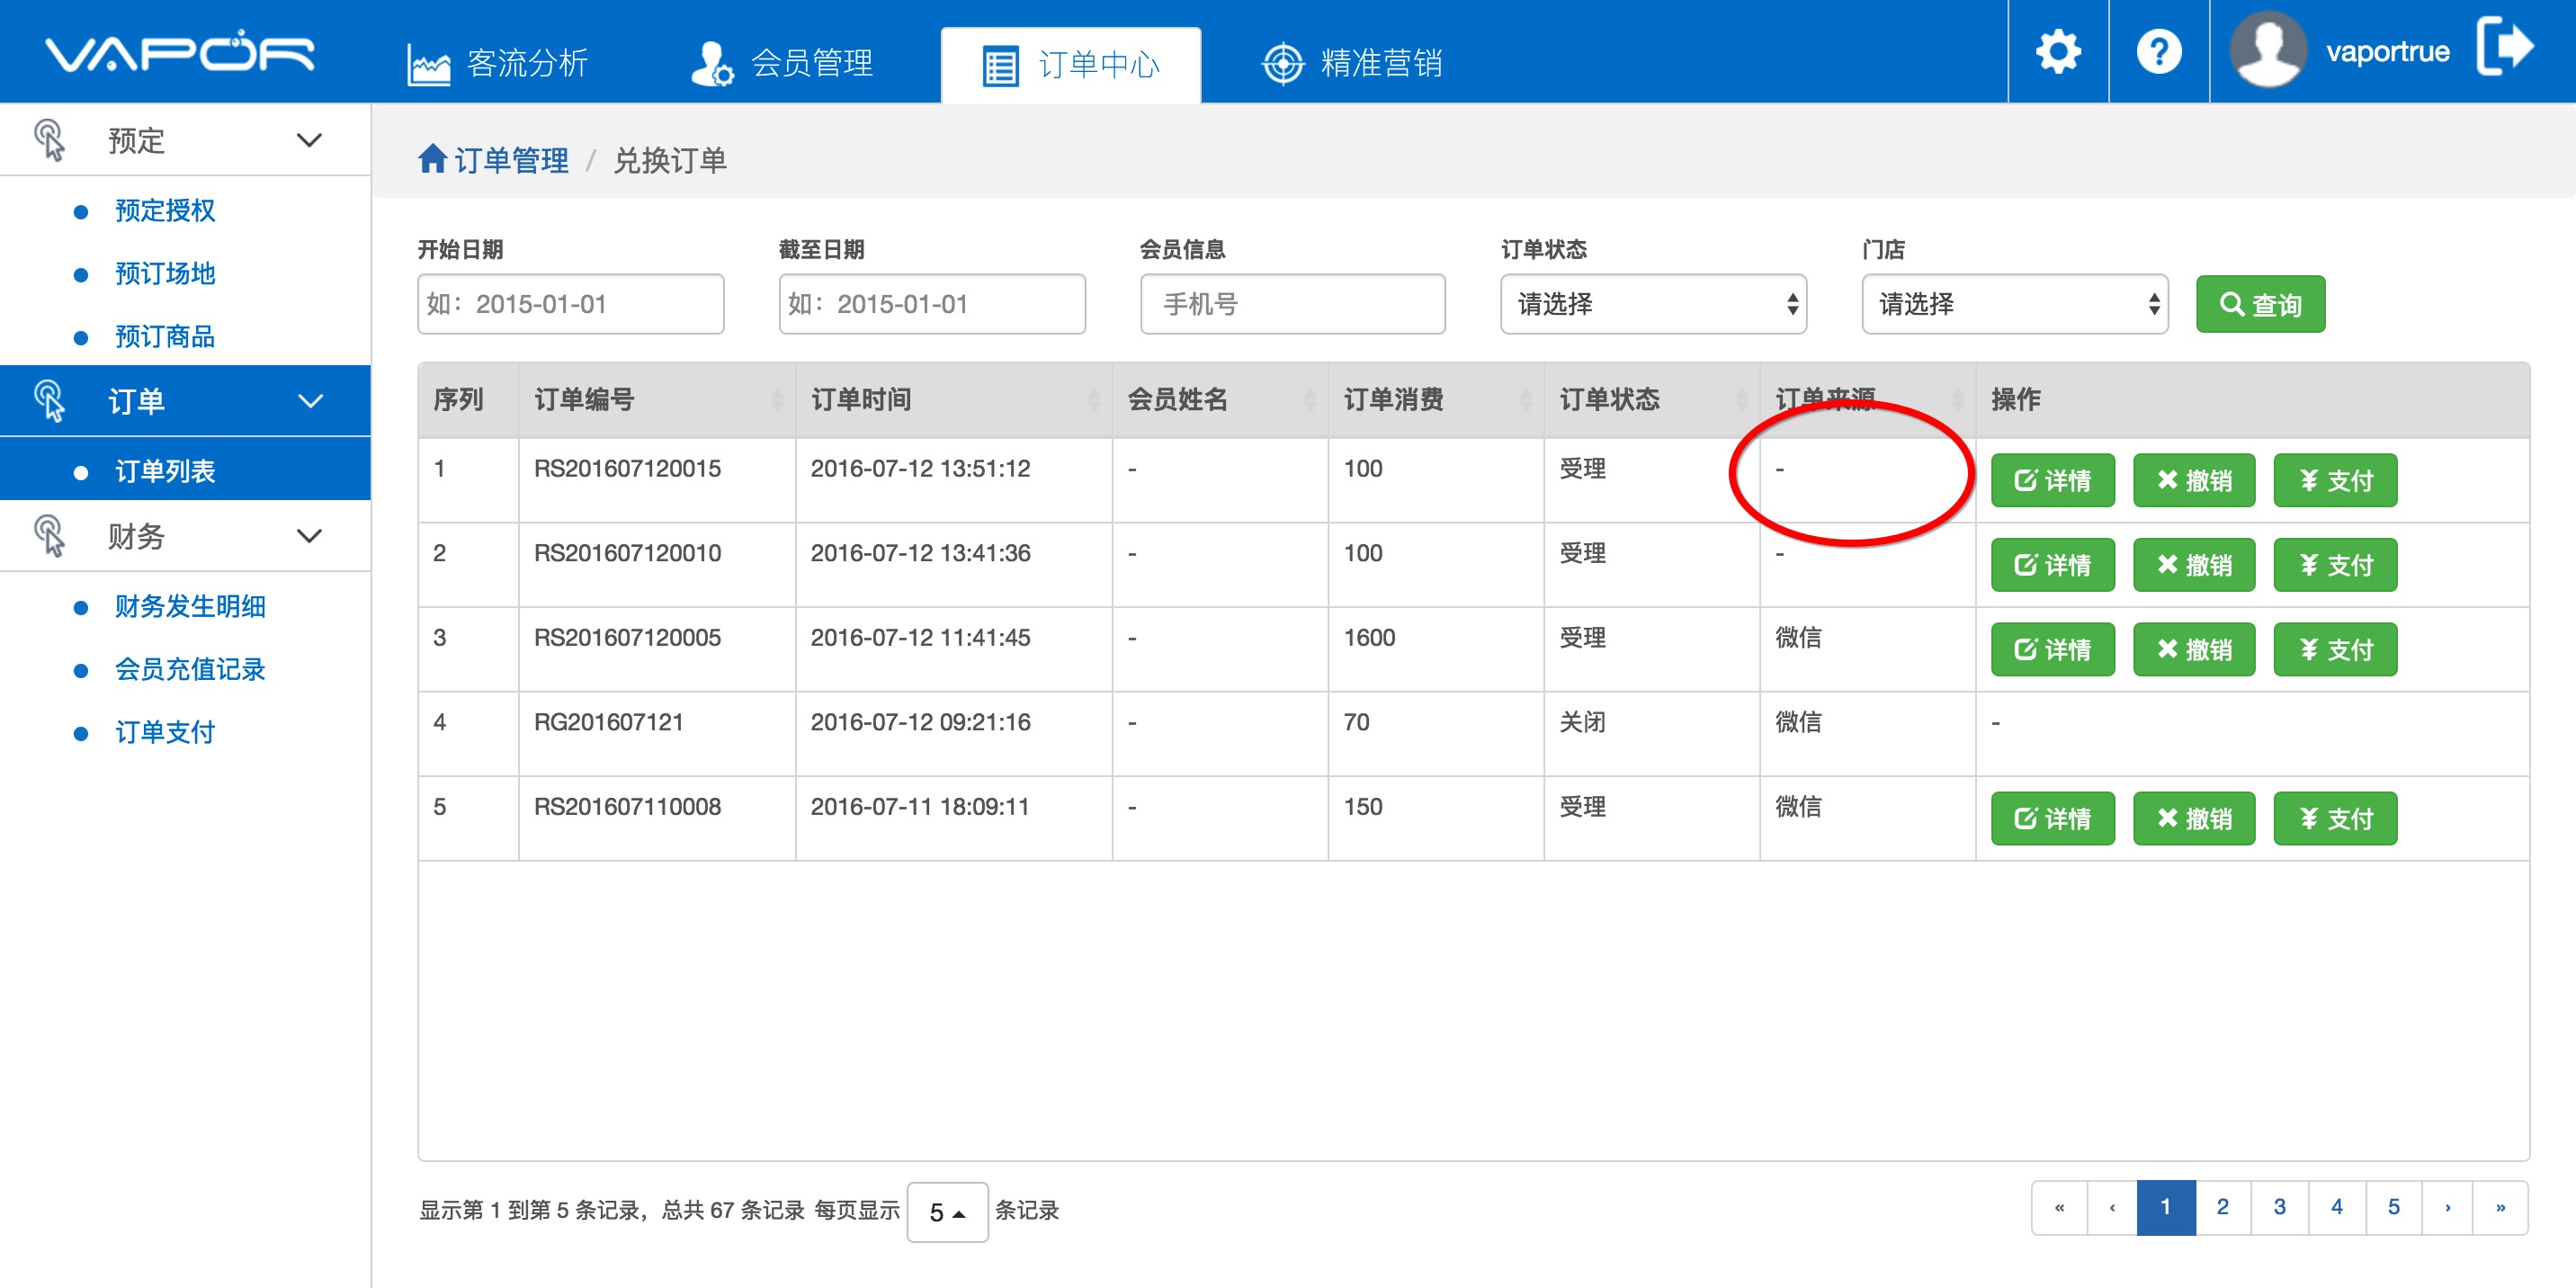 VAPOR 客流分析 会员管理 订单中心 精准营销 vaportrue
预定
预定授权
预订场地
预订商品
订单
订单列表
财务
财务发生明细
会员充值记录
订单支付
订单管理 / 兑换订单
开始日期 截至日期 会员信息 订单状态 门店
如：2015-01-01 如：2015-01-01 手机号 请选择 请选择 查询
序列 订单编号 订单时间 会员姓名 订单消费 订单状态 订单来源 操作
1 RS201607120015 2016-07-12 13:51:12 - 100 受理 - 详情 撤销 支付
2 RS201607120010 2016-07-12 13:41:36 - 100 受理 - 详情 撤销 支付
3 RS201607120005 2016-07-12 11:41:45 - 1600 受理 微信 详情 撤销 支付
4 RG201607121 2016-07-12 09:21:16 - 70 关闭 微信 -
5 RS201607110008 2016-07-11 18:09:11 - 150 受理 微信 详情 撤销 支付
显示第 1 到第 5 条记录，总共 67 条记录 每页显示 5 条记录
« ‹ 1 2 3 4 5 › »